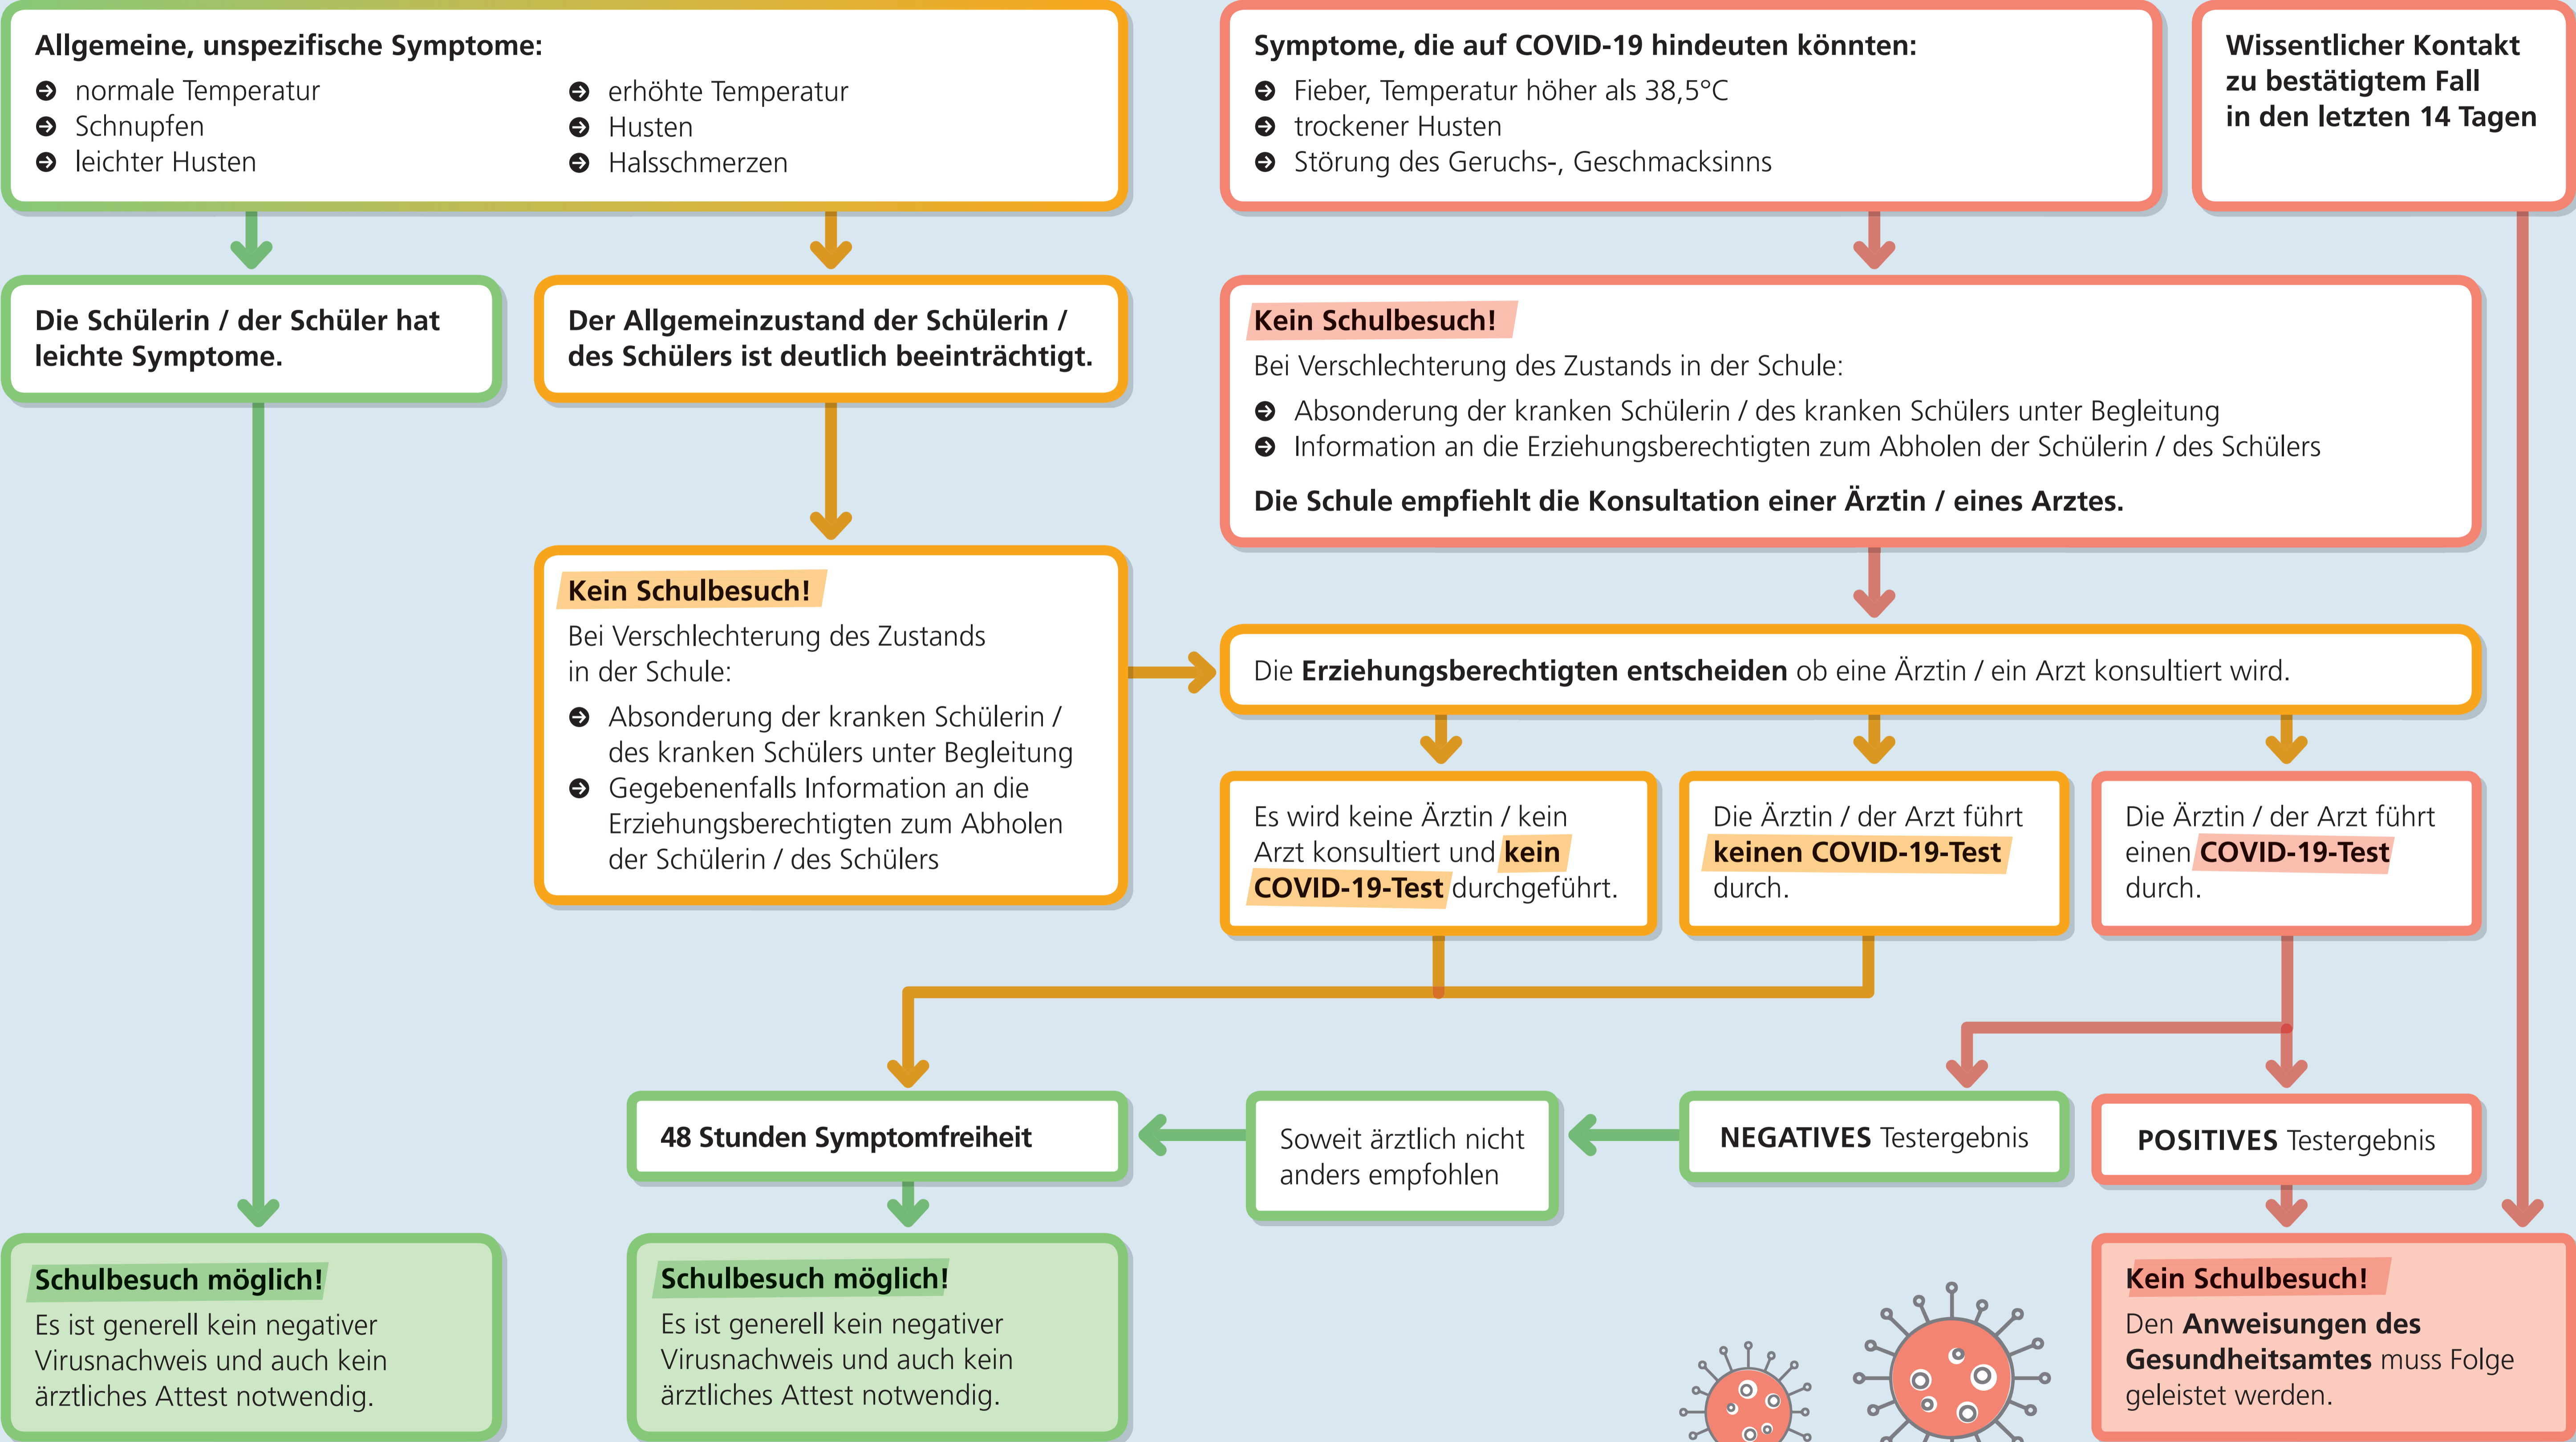 Allgemeine, unspezifische Symptome:
normale Temperatur
Schnupfen
leichter Husten
erhöhte Temperatur
Husten
Halsschmerzen
Symptome, die auf COVID-19 hindeuten könnten:
Fieber, Temperatur höher als 38,5°C
trockener Husten
Störung des Geruchs-, Geschmacksinns
Wissentlicher Kontakt
zu bestätigtem Fall
in den letzten 14 Tagen
Die Schülerin / der Schüler hat
leichte Symptome.
Der Allgemeinzustand der Schülerin /
des Schülers ist deutlich beeinträchtigt.
Kein Schulbesuch!
Bei Verschlechterung des Zustands in der Schule:
Absonderung der kranken Schülerin / des kranken Schülers unter Begleitung
Information an die Erziehungsberechtigten zum Abholen der Schülerin / des Schülers
Die Schule empfiehlt die Konsultation einer Ärztin / eines Arztes.
Kein Schulbesuch!
Bei Verschlechterung des Zustands
in der Schule:
Absonderung der kranken Schülerin /
des kranken Schülers unter Begleitung
Gegebenenfalls Information an die
Erziehungsberechtigten zum Abholen
der Schülerin / des Schülers
Die Erziehungsberechtigten entscheiden ob eine Ärztin / ein Arzt konsultiert wird.
Es wird keine Ärztin / kein
Arzt konsultiert und kein
COVID-19-Test durchgeführt.
Die Ärztin / der Arzt führt
keinen COVID-19-Test
durch.
Die Ärztin / der Arzt führt
einen COVID-19-Test
durch.
48 Stunden Symptomfreiheit
Soweit ärztlich nicht
anders empfohlen
NEGATIVES Testergebnis
POSITIVES Testergebnis
Schulbesuch möglich!
Es ist generell kein negativer
Virusnachweis und auch kein
ärztliches Attest notwendig.
Schulbesuch möglich!
Es ist generell kein negativer
Virusnachweis und auch kein
ärztliches Attest notwendig.
Kein Schulbesuch!
Den Anweisungen des
Gesundheitsamtes muss Folge
geleistet werden.